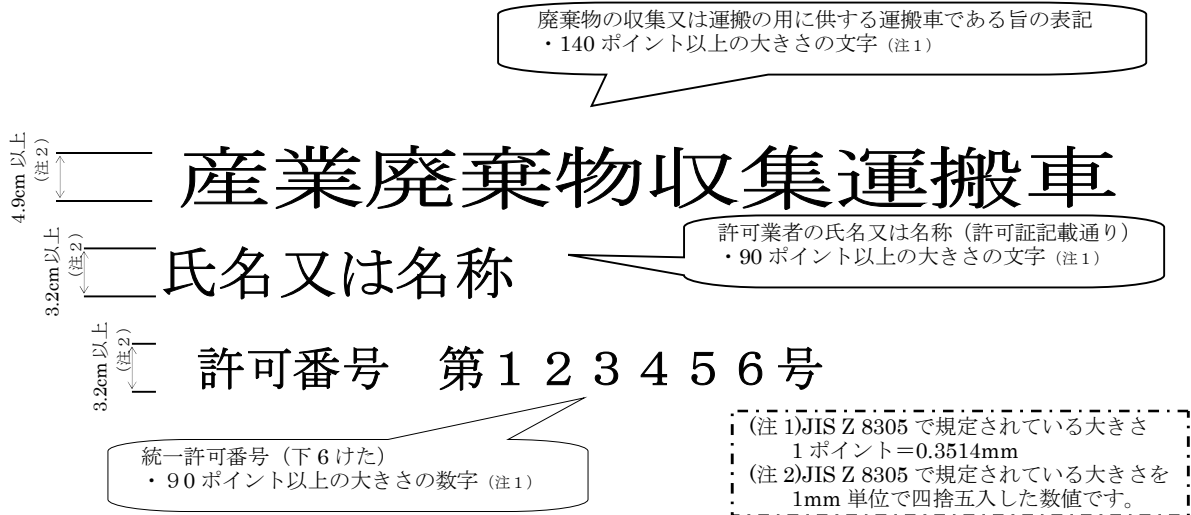 廃棄物の収集又は運搬の用に供する運搬車である旨の表記
・140 ポイント以上の大きさの文字（注１）
4.9cm 以上
（注２）
産業廃棄物収集運搬車
許可業者の氏名又は名称（許可証記載通り）
・90 ポイント以上の大きさの文字（注１）
3.2cm 以上
（注２）
氏名又は名称
3.2cm 以上
（注２）
許可番号　第１２３４５６号
統一許可番号（下 6 けた）
・９0 ポイント以上の大きさの数字（注１）
(注 1)JIS Z 8305 で規定されている大きさ
1 ポイント＝0.3514mm
(注 2)JIS Z 8305 で規定されている大きさを
1mm 単位で四捨五入した数値です。